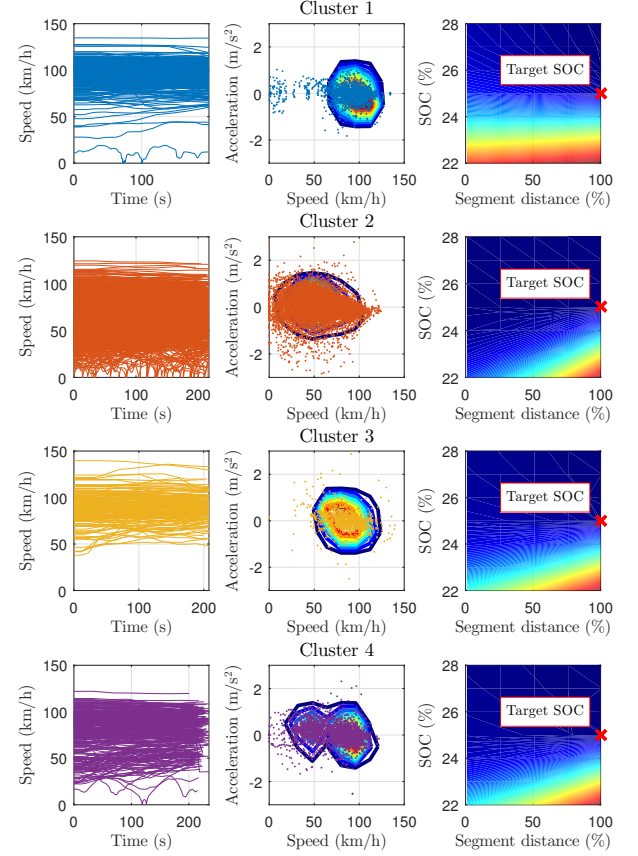 Cluster 1
150
100
50
0
Speed (km/h)
0
100
Time (s)
2
0
-2
Acceleration (m/s²)
0
50
100
150
Speed (km/h)
28
26
24
22
SOC (%)
Target SOC
0
50
100
Segment distance (%)
Cluster 2
150
100
50
0
Speed (km/h)
0
100
200
Time (s)
2
0
-2
Acceleration (m/s²)
0
50
100
150
Speed (km/h)
28
26
24
22
SOC (%)
Target SOC
0
50
100
Segment distance (%)
Cluster 3
150
100
50
0
Speed (km/h)
0
100
200
Time (s)
2
0
-2
Acceleration (m/s²)
0
50
100
150
Speed (km/h)
28
26
24
22
SOC (%)
Target SOC
0
50
100
Segment distance (%)
Cluster 4
150
100
50
0
Speed (km/h)
0
100
200
Time (s)
2
0
-2
Acceleration (m/s²)
0
50
100
150
Speed (km/h)
28
26
24
22
SOC (%)
Target SOC
0
50
100
Segment distance (%)